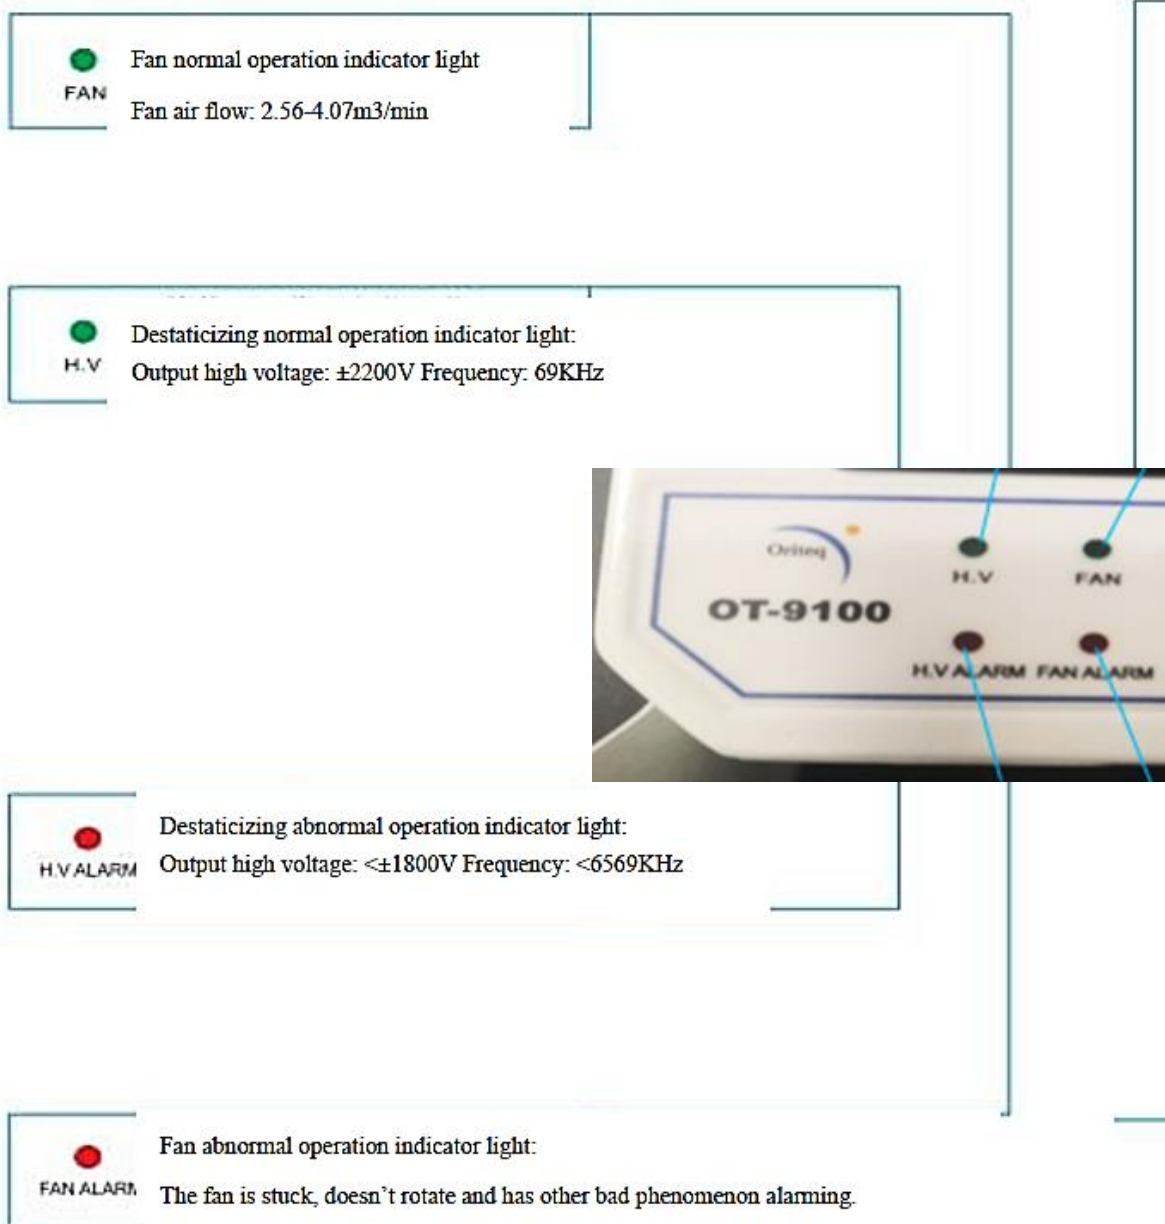 Fan normal operation indicator light
FAN
Fan air flow: 2.56-4.07m3/min
Destaticizing normal operation indicator light:
H.V
Output high voltage: ±2200V Frequency: 69KHz
Oriteq
H.V FAN
OT-9100
H.V ALARM FAN ALARM
Destaticizing abnormal operation indicator light:
H.V ALARM
Output high voltage: <±1800V Frequency: <6569KHz
Fan abnormal operation indicator light:
FAN ALARM
The fan is stuck, doesn't rotate and has other bad phenomenon alarming.